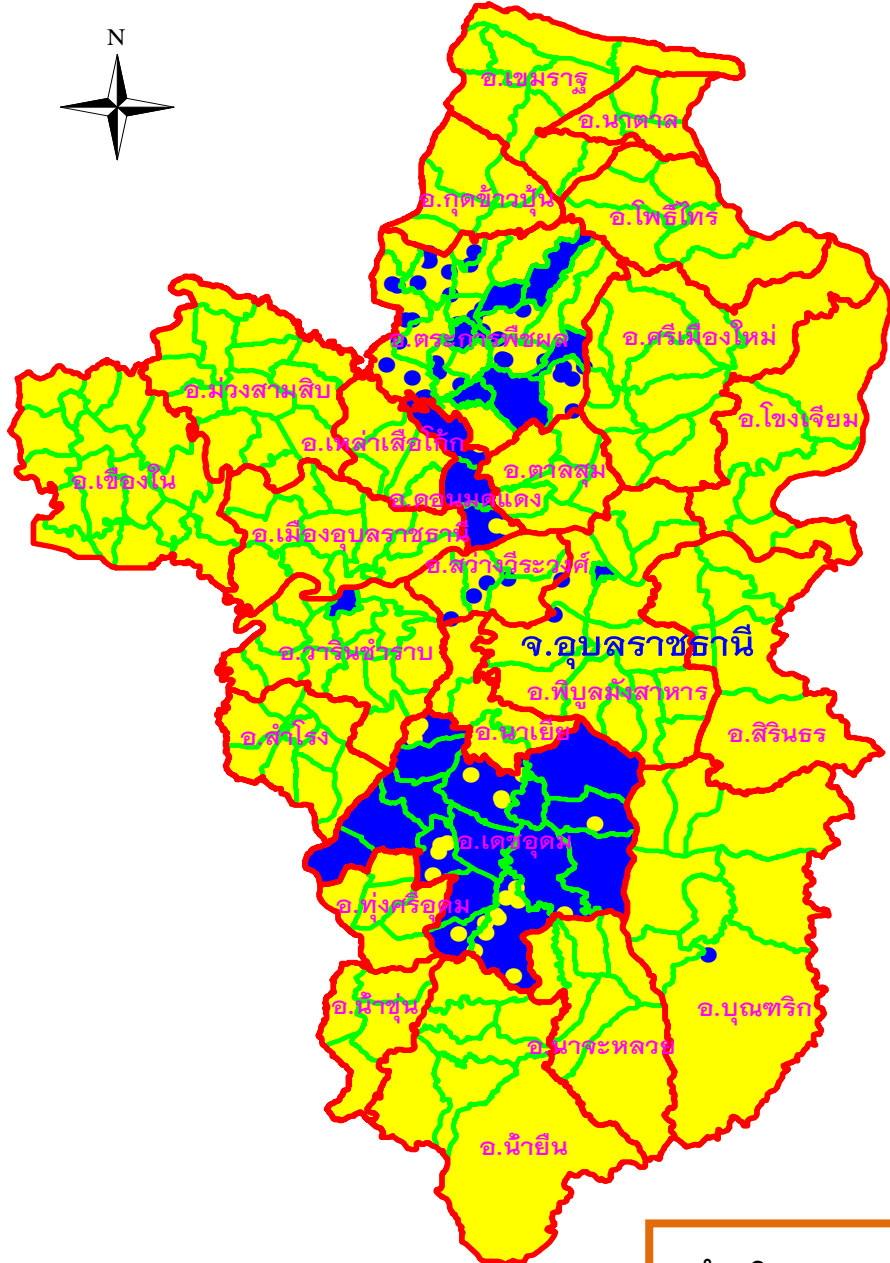 N
อ.เขมราฐ
อ.นาตาล
อ.กุดข้าวปุ้น
อ.โพธิ์ไทร
อ.ตระการพืชผล
อ.ศรีเมืองใหม่
อ.ม่วงสามสิบ
อ.โขงเจียม
อ.เหล่าเสือโก้ก
อ.ตาลสุม
อ.เขื่องใน
อ.ดอนมดแดง
อ.เมืองอุบลราชธานี
อ.สว่างวีระวงศ์
จ.อุบลราชธานี
อ.วารินชำราบ
อ.พิบูลมังสาหาร
อ.นาเยีย
อ.สำโรง
อ.สิรินธร
อ.เดชอุดม
อ.ทุ่งศรีอุดม
อ.น้ำขุ่น
อ.บุณฑริก
อ.นาจะหลวย
อ.น้ำยืน